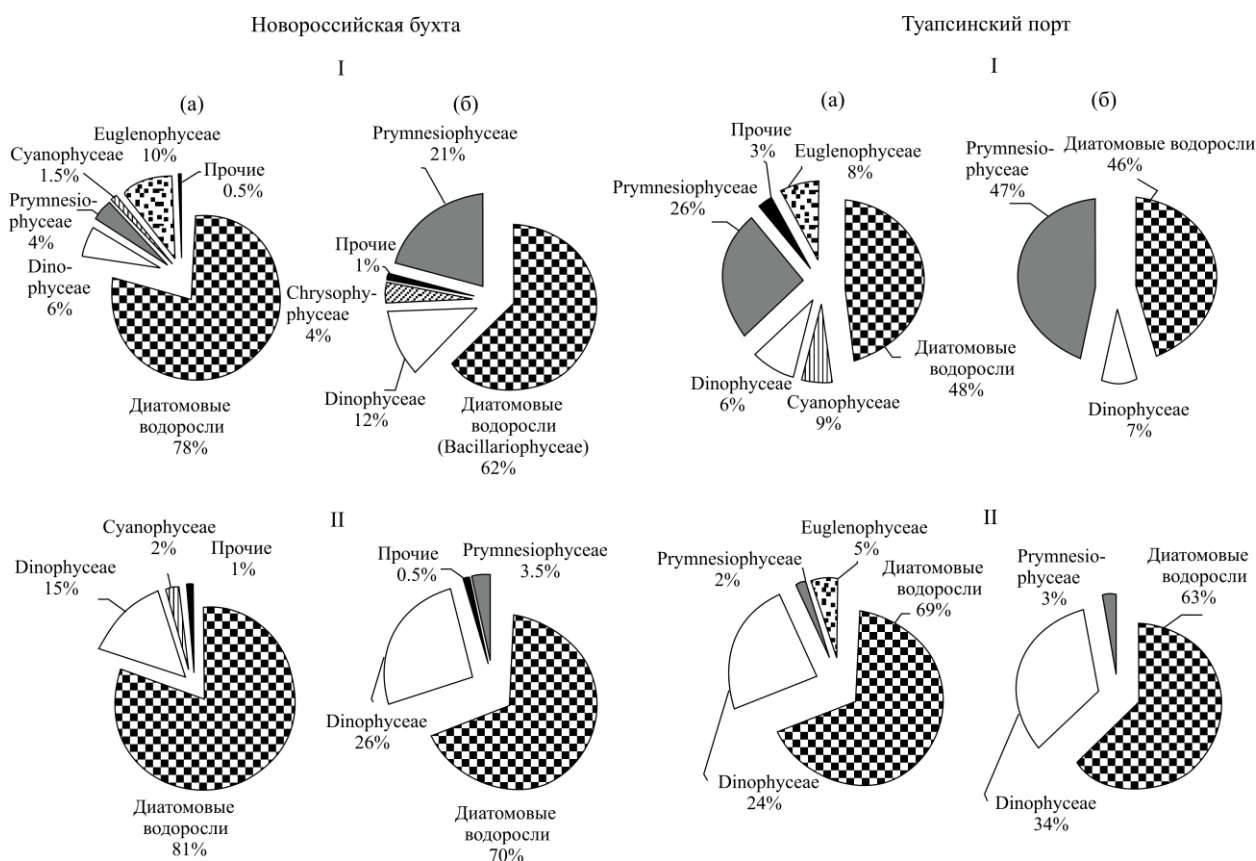 Новороссийская бухта
I
(а)
Euglenophyceae
10%
Cyanophyceae
1.5%
Прочие
0.5%
Prymnesio-
phyceae
4%
Dino-
phyceae
6%
Диатомовые
водоросли
78%
(б)
Prymnesiophyceae
21%
Прочие
1%
Chrysophy-
phyceae
4%
Dinophyceae
12%
Диатомовые
водоросли
(Bacillariophyceae)
62%
II
Cyanophyceae
2%
Прочие
1%
Dinophyceae
15%
Диатомовые
водоросли
81%
Прочие
0.5%
Prymnesiophyceae
3.5%
Dinophyceae
26%
Диатомовые
водоросли
70%
Туапсинский порт
I
(а)
Прочие
3%
Euglenophyceae
8%
Prymnesiophyceae
26%
Dinophyceae
6%
Cyanophyceae
9%
Диатомовые
водоросли
48%
(б)
Prymnesio-
phyceae
47%
Диатомовые водоросли
46%
Dinophyceae
7%
II
Euglenophyceae
5%
Prymnesiophyceae
2%
Диатомовые
водоросли
69%
Dinophyceae
24%
Prymnesio-
phyceae
3%
Диатомовые
водоросли
63%
Dinophyceae
34%